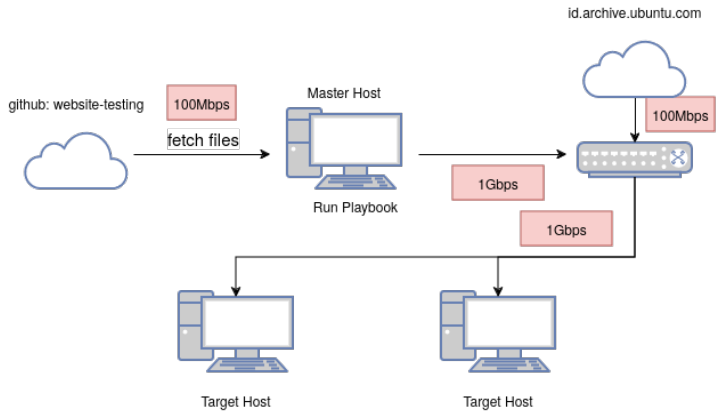 id.archive.ubuntu.com
github: website-testing
100Mbps
fetch files
Master Host
100Mbps
1Gbps
Run Playbook
1Gbps
Target Host
Target Host